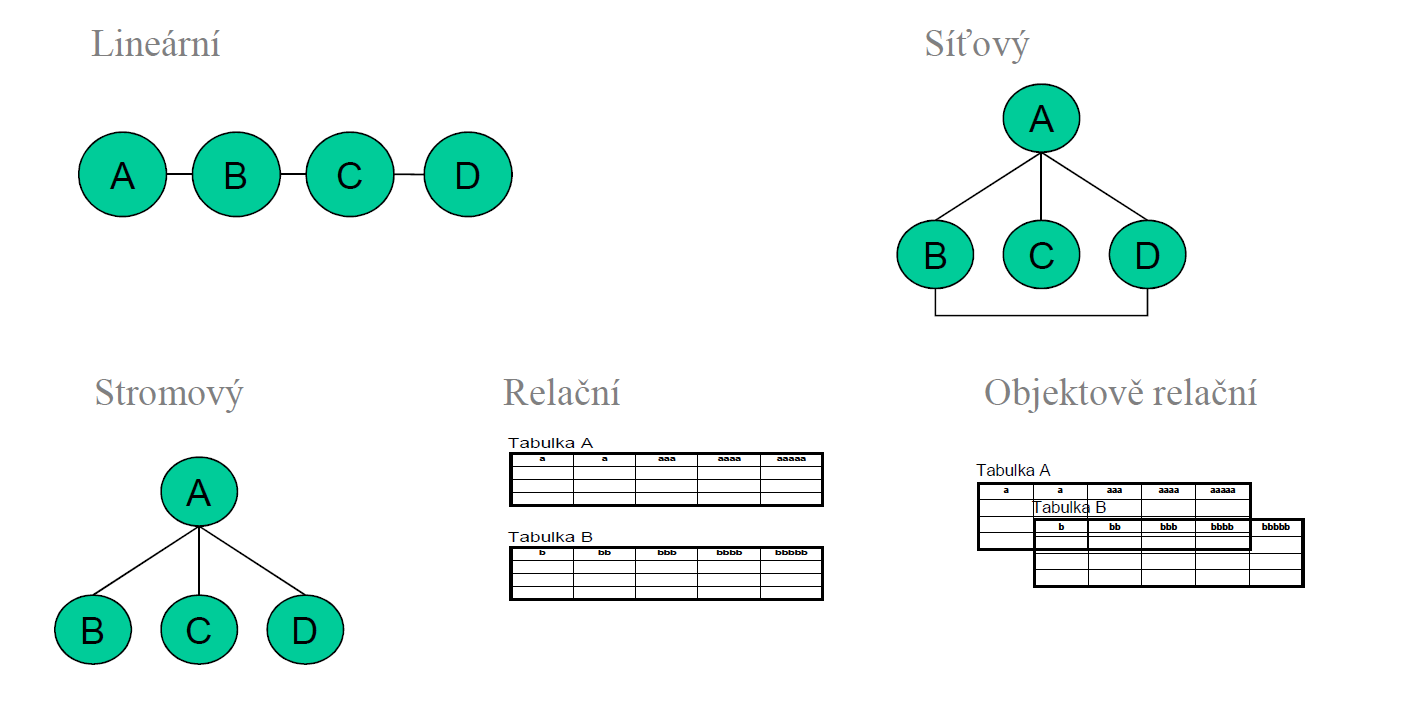 Lineární
A B C D
Síťový
A
B C D
Stromový
A
B C D
Relační
Tabulka A
a a aaa aaaa aaaaa
Tabulka B
b bb bbb bbbb bbbbb
Objektově relační
Tabulka A
a a aaa aaaa aaaaa
Tabulka B
b bb bbb bbbb bbbbb